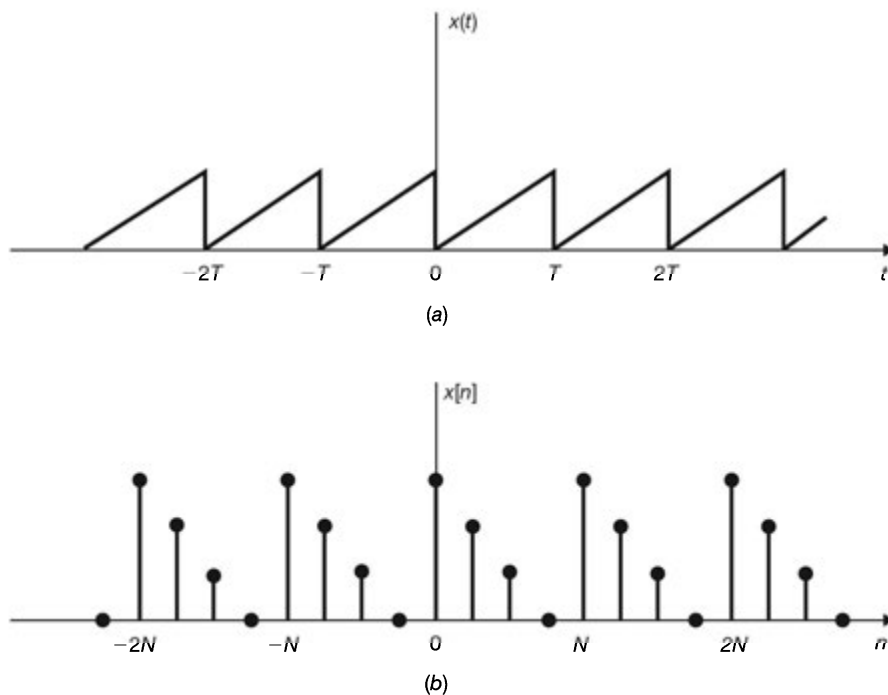 x(t)
−2T −T 0 T 2T t
(a)
x[n]
−2N −N 0 N 2N n
(b)